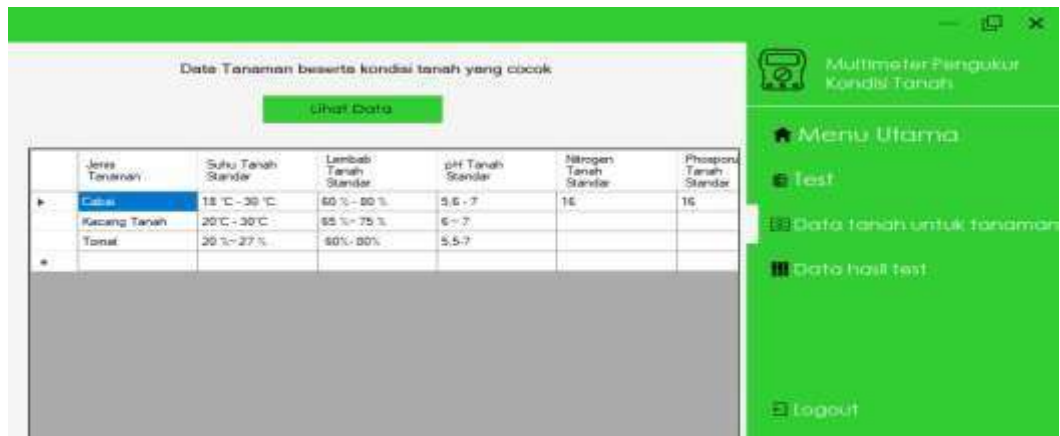 Data Tanaman beserta kondisi tanah yang cocok
Lihat Data
Jenis Tanaman
Suhu Tanah Standar
Lembab Tanah Standar
pH Tanah Standar
Nitrogen Tanah Standar
Phosporu Tanah Standar
Cabai 18 °C - 30 °C 60 % - 80 % 5,6 - 7 16 16
Kacang Tanah 20°C - 30°C 65 % - 75 % 6 - 7
Tomat 20 % - 27 % 60% - 80% 5,5-7
Multimeter Pengukur
Kondisi Tanah
Menu Utama
Test
Data tanah untuk tanaman
Data hasil test
Logout